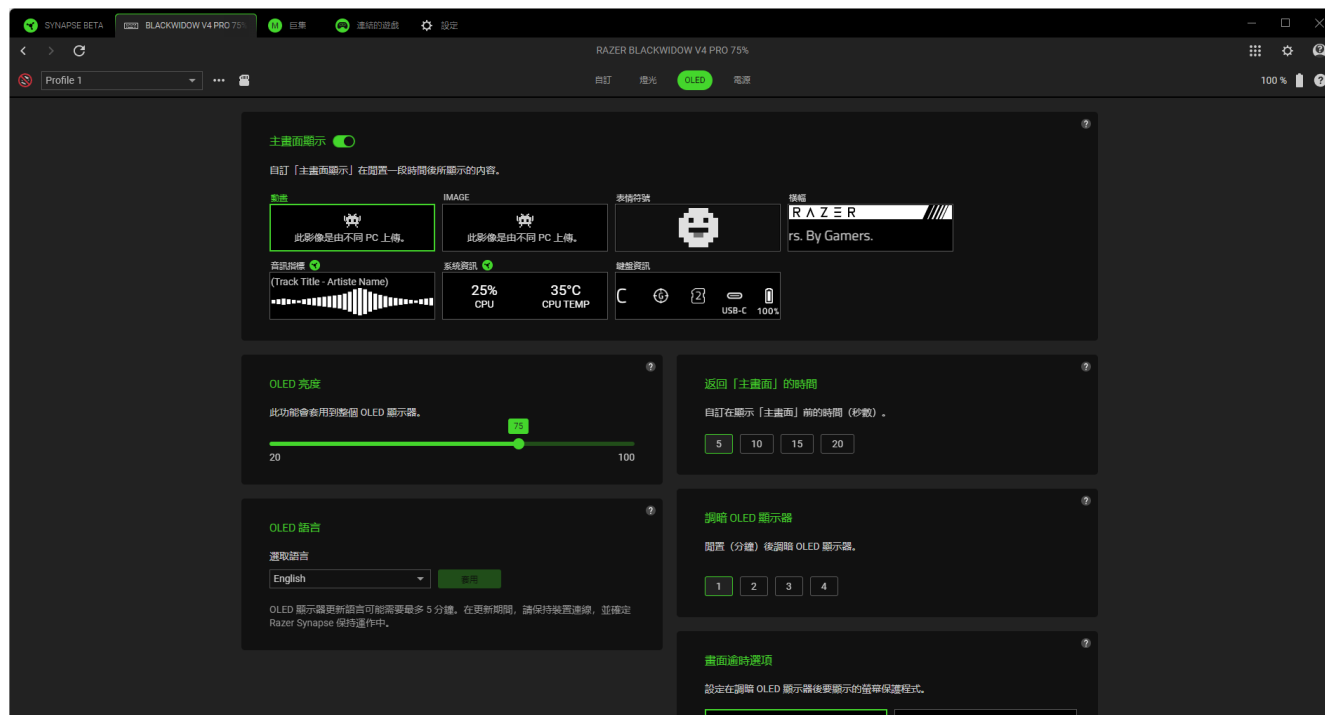 SYNAPSE BETA
BLACKWIDOW V4 PRO 75%
巨集
連結的遊戲
設定
RAZER BLACKWIDOW V4 PRO 75%
Profile 1
自訂
燈光
OLED
電源
100 %
主畫面顯示
自訂「主畫面顯示」在閒置一段時間後所顯示的內容。
動畫
IMAGE
表情符號
橫幅
此影像是由不同 PC 上傳。
此影像是由不同 PC 上傳。
RAZER
rs. By Gamers.
音訊指標
系統資訊
鍵盤資訊
(Track Title - Artiste Name)
25%
35°C
CPU
CPU TEMP
C
G
2
USB-C
100%
OLED 亮度
此功能會套用到整個 OLED 顯示器。
75
20
100
返回「主畫面」的時間
自訂在顯示「主畫面」前的時間（秒數）。
5
10
15
20
OLED 語言
選取語言
English
套用
OLED 顯示器更新語言可能需要最多 5 分鐘。在更新期間，請保持裝置連線，並確定
Razer Synapse 保持運作中。
調暗 OLED 顯示器
閒置（分鐘）後調暗 OLED 顯示器。
1
2
3
4
畫面逾時選項
設定在調暗 OLED 顯示器後要顯示的螢幕保護程式。